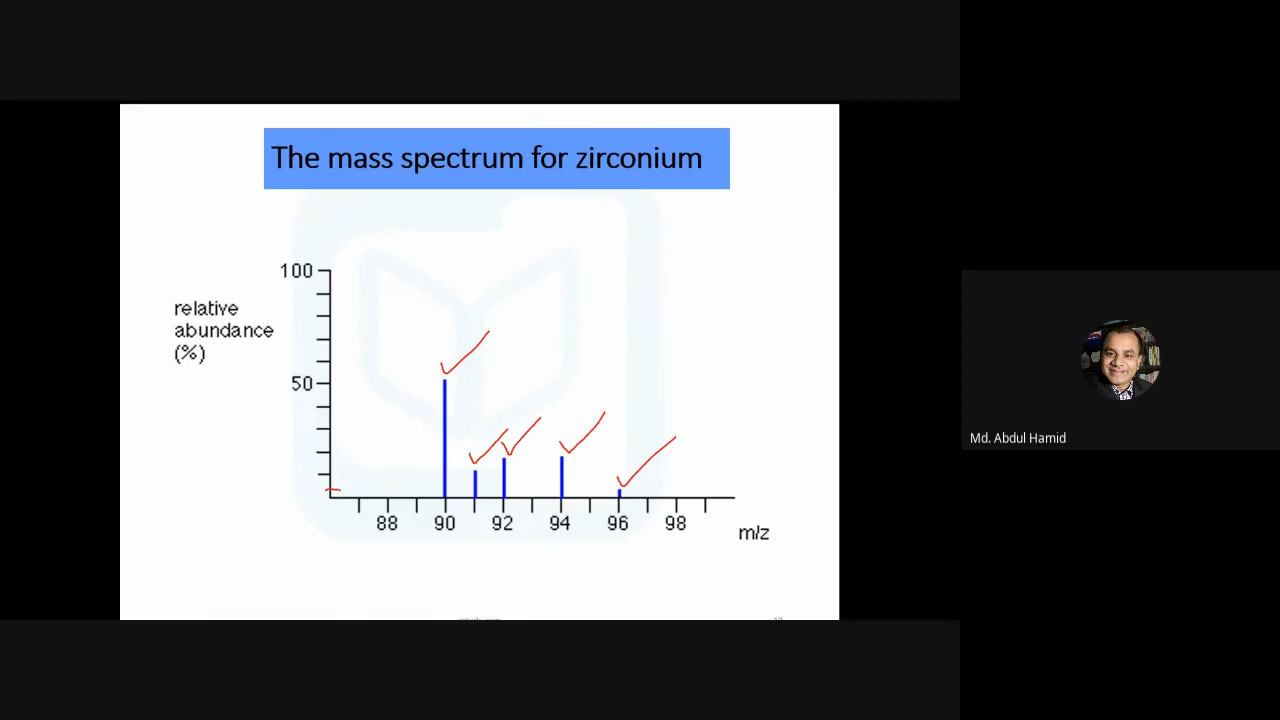 The mass spectrum for zirconium
100
relative
abundance
(%)
50
88 90 92 94 96 98
m/z
Md. Abdul Hamid